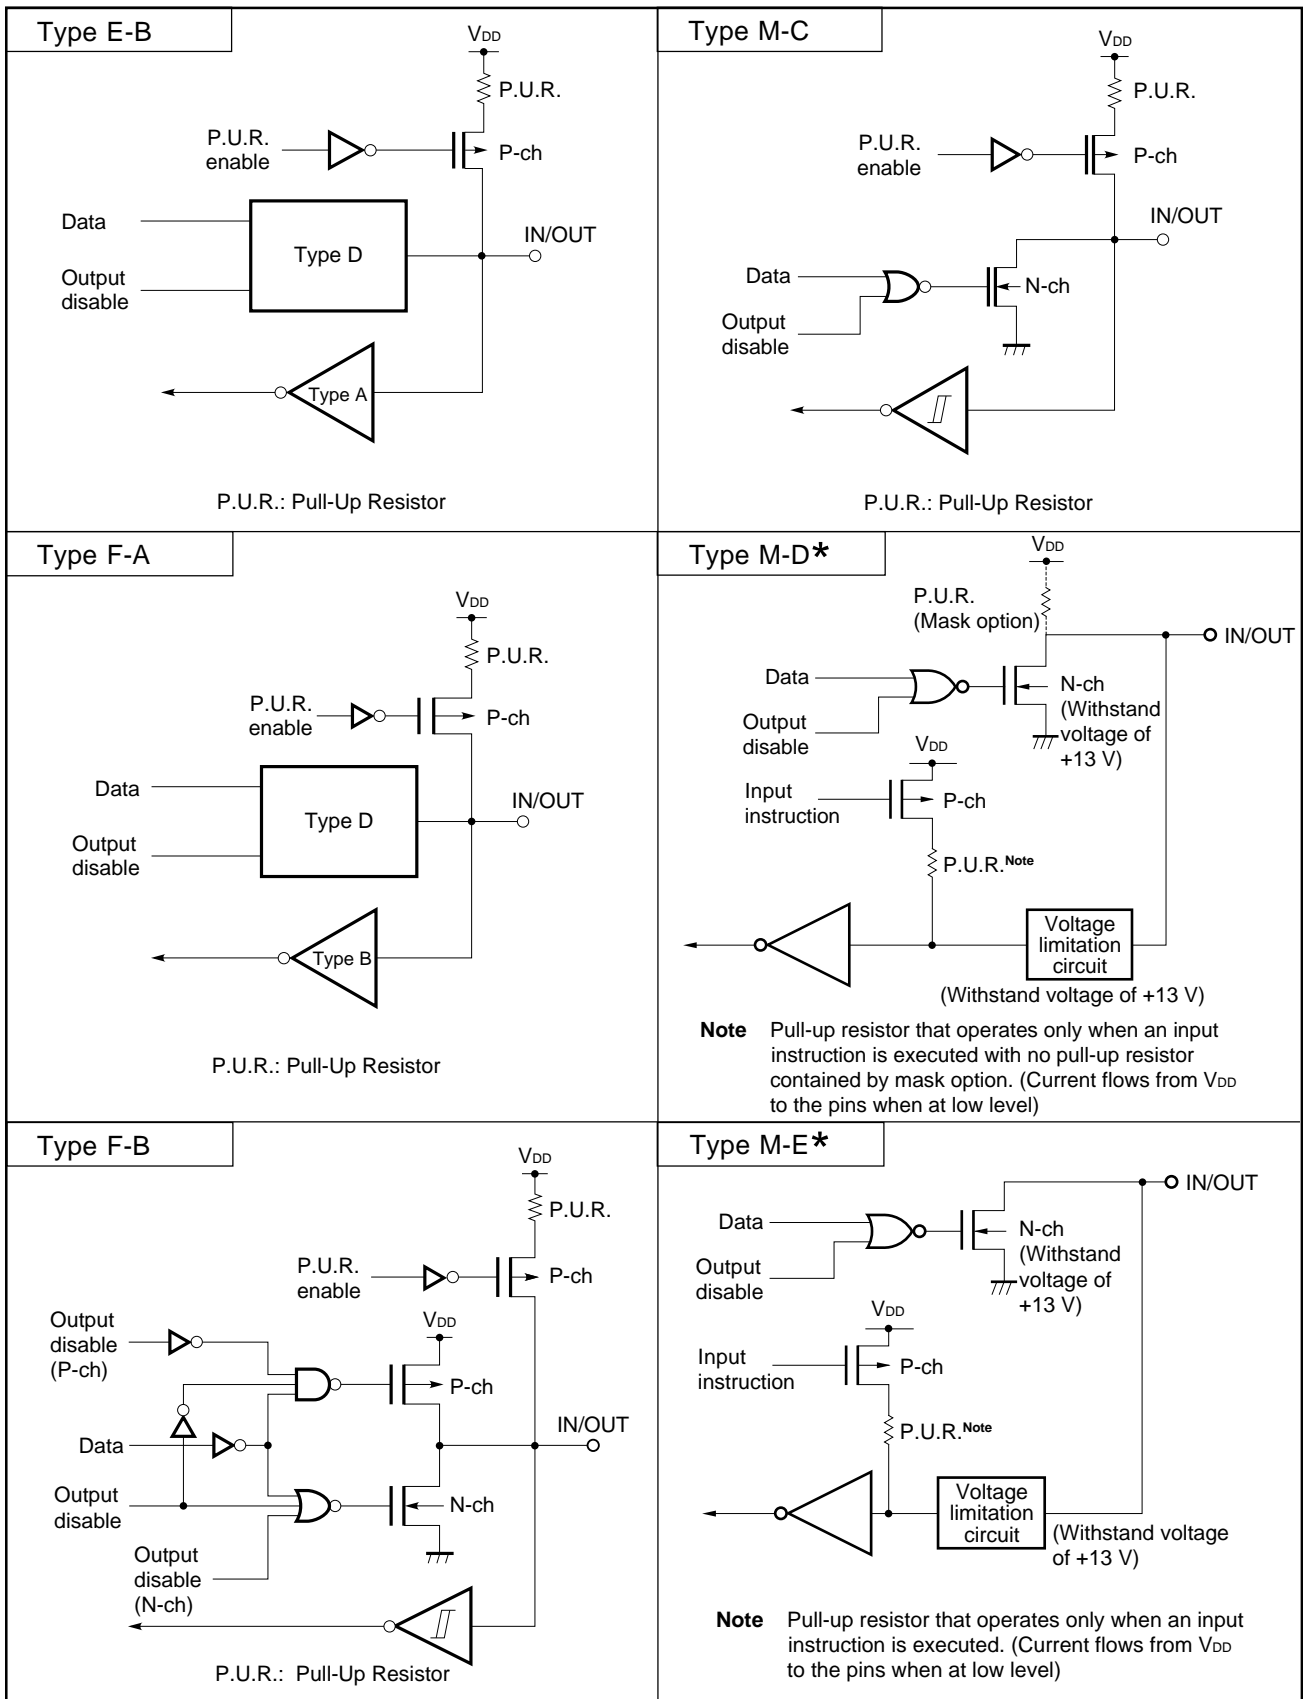 Type E-B
VDD
P.U.R.
P.U.R.
enable
P-ch
Data
Output
disable
Type D
IN/OUT
Type A
P.U.R.: Pull-Up Resistor
Type M-C
VDD
P.U.R.
P.U.R.
enable
P-ch
IN/OUT
Data
Output
disable
N-ch
P.U.R.: Pull-Up Resistor
Type F-A
VDD
P.U.R.
P.U.R.
enable
P-ch
Data
Output
disable
Type D
IN/OUT
Type B
P.U.R.: Pull-Up Resistor
Type M-D*
VDD
P.U.R.
(Mask option)
IN/OUT
Data
Output
disable
N-ch
(Withstand
voltage of
+13 V)
VDD
Input
instruction
P-ch
P.U.R.Note
Voltage
limitation
circuit
(Withstand voltage of +13 V)
Note Pull-up resistor that operates only when an input
instruction is executed with no pull-up resistor
contained by mask option. (Current flows from VDD
to the pins when at low level)
Type F-B
VDD
P.U.R.
P.U.R.
enable
P-ch
Output
disable
(P-ch)
VDD
P-ch
IN/OUT
Data
Output
disable
N-ch
Output
disable
(N-ch)
P.U.R.: Pull-Up Resistor
Type M-E*
IN/OUT
Data
Output
disable
N-ch
(Withstand
voltage of
+13 V)
VDD
Input
instruction
P-ch
P.U.R.Note
Voltage
limitation
circuit
(Withstand voltage
of +13 V)
Note Pull-up resistor that operates only when an input
instruction is executed. (Current flows from VDD
to the pins when at low level)